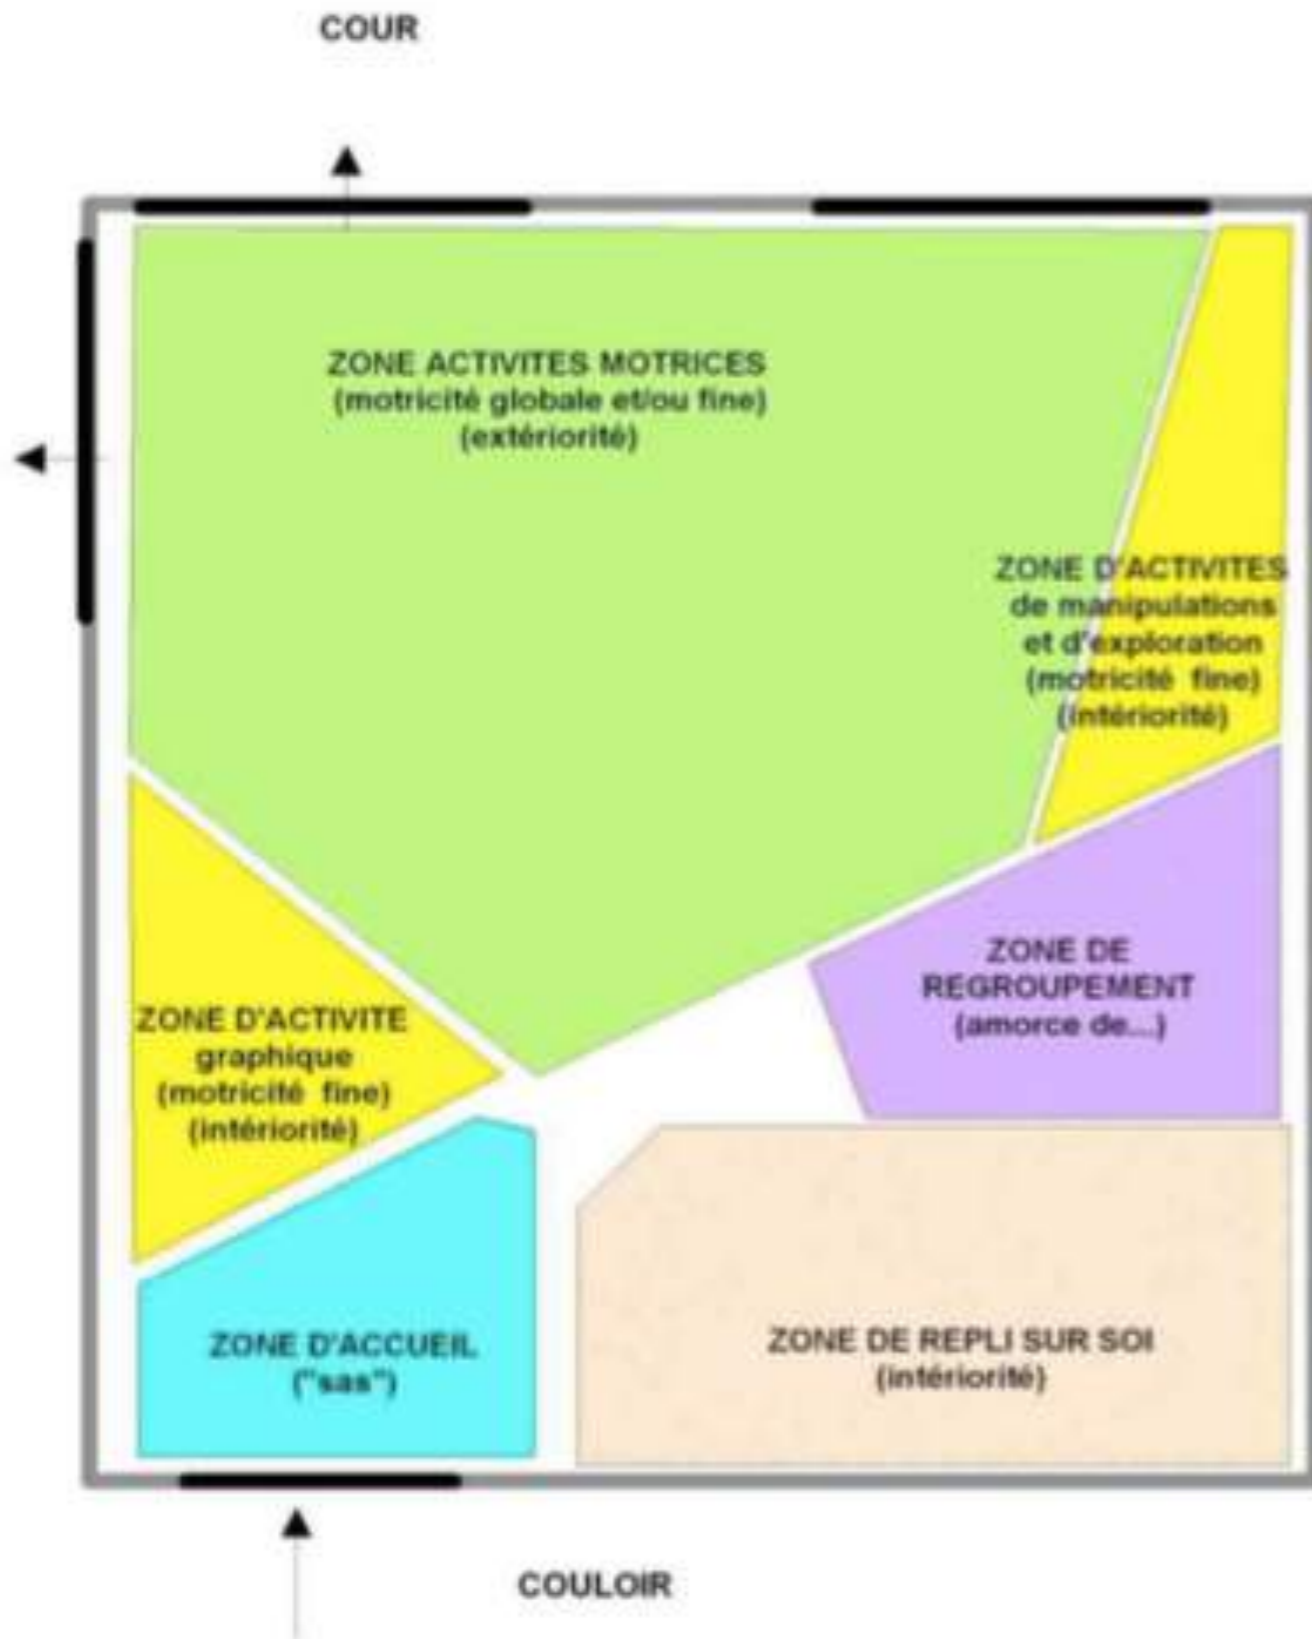 COUR
ZONE ACTIVITES MOTRICES
(motricité globale et/ou fine)
(extériorité)
ZONE D'ACTIVITES
de manipulations
et d'exploration
(motricité fine)
(intériorité)
ZONE DE
REGROUPEMENT
(amorce de...)
ZONE D'ACTIVITE
graphique
(motricité fine)
(intériorité)
ZONE D'ACCUEIL
("sas")
ZONE DE REPLI SUR SOI
(intériorité)
COULOIR